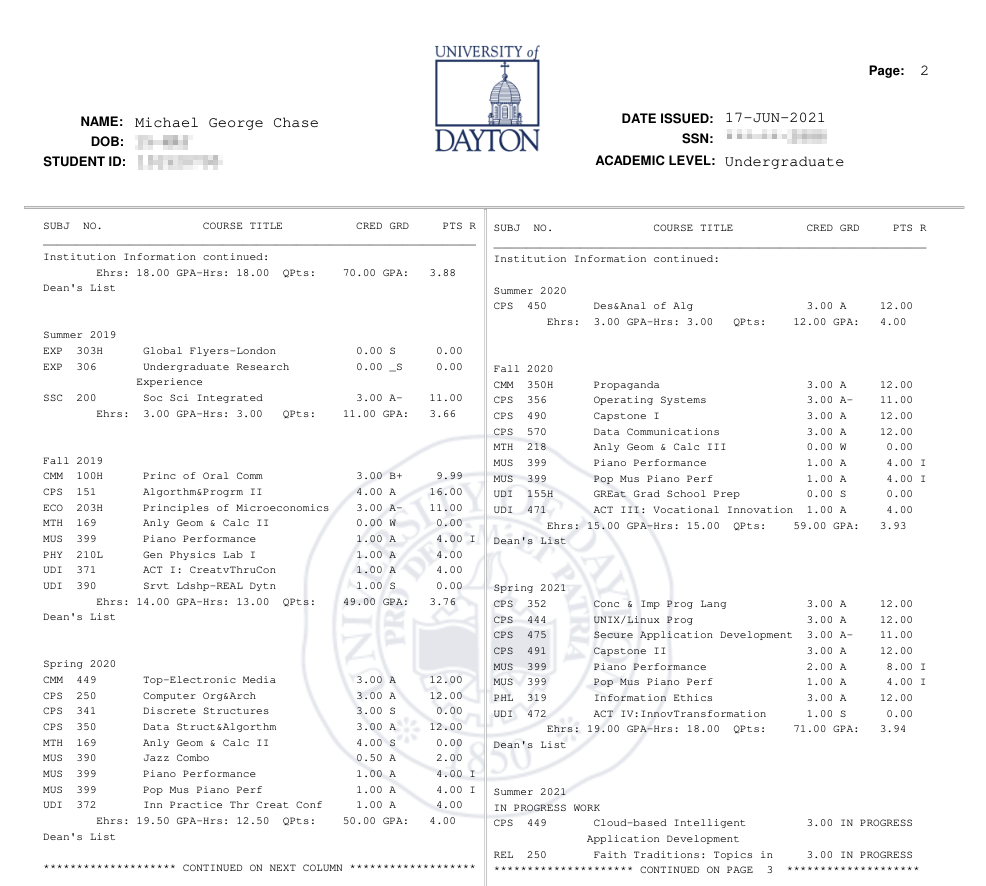 UNIVERSITY of
DAYTON
Page: 2
NAME: Michael George Chase
DOB:
STUDENT ID:
DATE ISSUED: 17-JUN-2021
SSN:
ACADEMIC LEVEL: Undergraduate
SUBJ NO. COURSE TITLE CRED GRD PTS R
Institution Information continued:
Ehrs: 18.00 GPA-Hrs: 18.00 QPts: 70.00 GPA: 3.88
Dean's List
Summer 2019
EXP 303H Global Flyers-London 0.00 S 0.00
EXP 306 Undergraduate Research 0.00 _S 0.00
Experience
SSC 200 Soc Sci Integrated 3.00 A- 11.00
Ehrs: 3.00 GPA-Hrs: 3.00 QPts: 11.00 GPA: 3.66
Fall 2019
CMM 100H Princ of Oral Comm 3.00 B+ 9.99
CPS 151 Algorthm&Progrm II 4.00 A 16.00
ECO 203H Principles of Microeconomics 3.00 A- 11.00
MTH 169 Anly Geom & Calc II 0.00 W 0.00
MUS 399 Piano Performance 1.00 A 4.00 I
PHY 210L Gen Physics Lab I 1.00 A 4.00
UDI 371 ACT I: CreatvThruCon 1.00 A 4.00
UDI 390 Srvt Ldshp-REAL Dytn 1.00 S 0.00
Ehrs: 14.00 GPA-Hrs: 13.00 QPts: 49.00 GPA: 3.76
Dean's List
Spring 2020
CMM 449 Top-Electronic Media 3.00 A 12.00
CPS 250 Computer Org&Arch 3.00 A 12.00
CPS 341 Discrete Structures 3.00 S 0.00
CPS 350 Data Struct&Algorthm 3.00 A 12.00
MTH 169 Anly Geom & Calc II 4.00 S 0.00
MUS 390 Jazz Combo 0.50 A 2.00
MUS 399 Piano Performance 1.00 A 4.00 I
MUS 399 Pop Mus Piano Perf 1.00 A 4.00 I
UDI 372 Inn Practice Thr Creat Conf 1.00 A 4.00
Ehrs: 19.50 GPA-Hrs: 12.50 QPts: 50.00 GPA: 4.00
Dean's List
******************** CONTINUED ON NEXT COLUMN *******************
SUBJ NO. COURSE TITLE CRED GRD PTS R
Institution Information continued:
Summer 2020
CPS 450 Des&Anal of Alg 3.00 A 12.00
Ehrs: 3.00 GPA-Hrs: 3.00 QPts: 12.00 GPA: 4.00
Fall 2020
CMM 350H Propaganda 3.00 A 12.00
CPS 356 Operating Systems 3.00 A- 11.00
CPS 490 Capstone I 3.00 A 12.00
CPS 570 Data Communications 3.00 A 12.00
MTH 218 Anly Geom & Calc III 0.00 W 0.00
MUS 399 Piano Performance 1.00 A 4.00 I
MUS 399 Pop Mus Piano Perf 1.00 A 4.00 I
UDI 155H GREat Grad School Prep 0.00 S 0.00
UDI 471 ACT III: Vocational Innovation 1.00 A 4.00
Ehrs: 15.00 GPA-Hrs: 15.00 QPts: 59.00 GPA: 3.93
Dean's List
Spring 2021
CPS 352 Conc & Imp Prog Lang 3.00 A 12.00
CPS 444 UNIX/Linux Prog 3.00 A 12.00
CPS 475 Secure Application Development 3.00 A- 11.00
CPS 491 Capstone II 3.00 A 12.00
MUS 399 Piano Performance 2.00 A 8.00 I
MUS 399 Pop Mus Piano Perf 1.00 A 4.00 I
PHL 319 Information Ethics 3.00 A 12.00
UDI 472 ACT IV:InnovTransformation 1.00 S 0.00
Ehrs: 19.00 GPA-Hrs: 18.00 QPts: 71.00 GPA: 3.94
Dean's List
Summer 2021
IN PROGRESS WORK
CPS 449 Cloud-based Intelligent 3.00 IN PROGRESS
Application Development
REL 250 Faith Traditions: Topics in 3.00 IN PROGRESS
********************* CONTINUED ON PAGE 3 ********************
UNIVERSITY OF DAYTON
PRO DEO ET PATRIA
1850